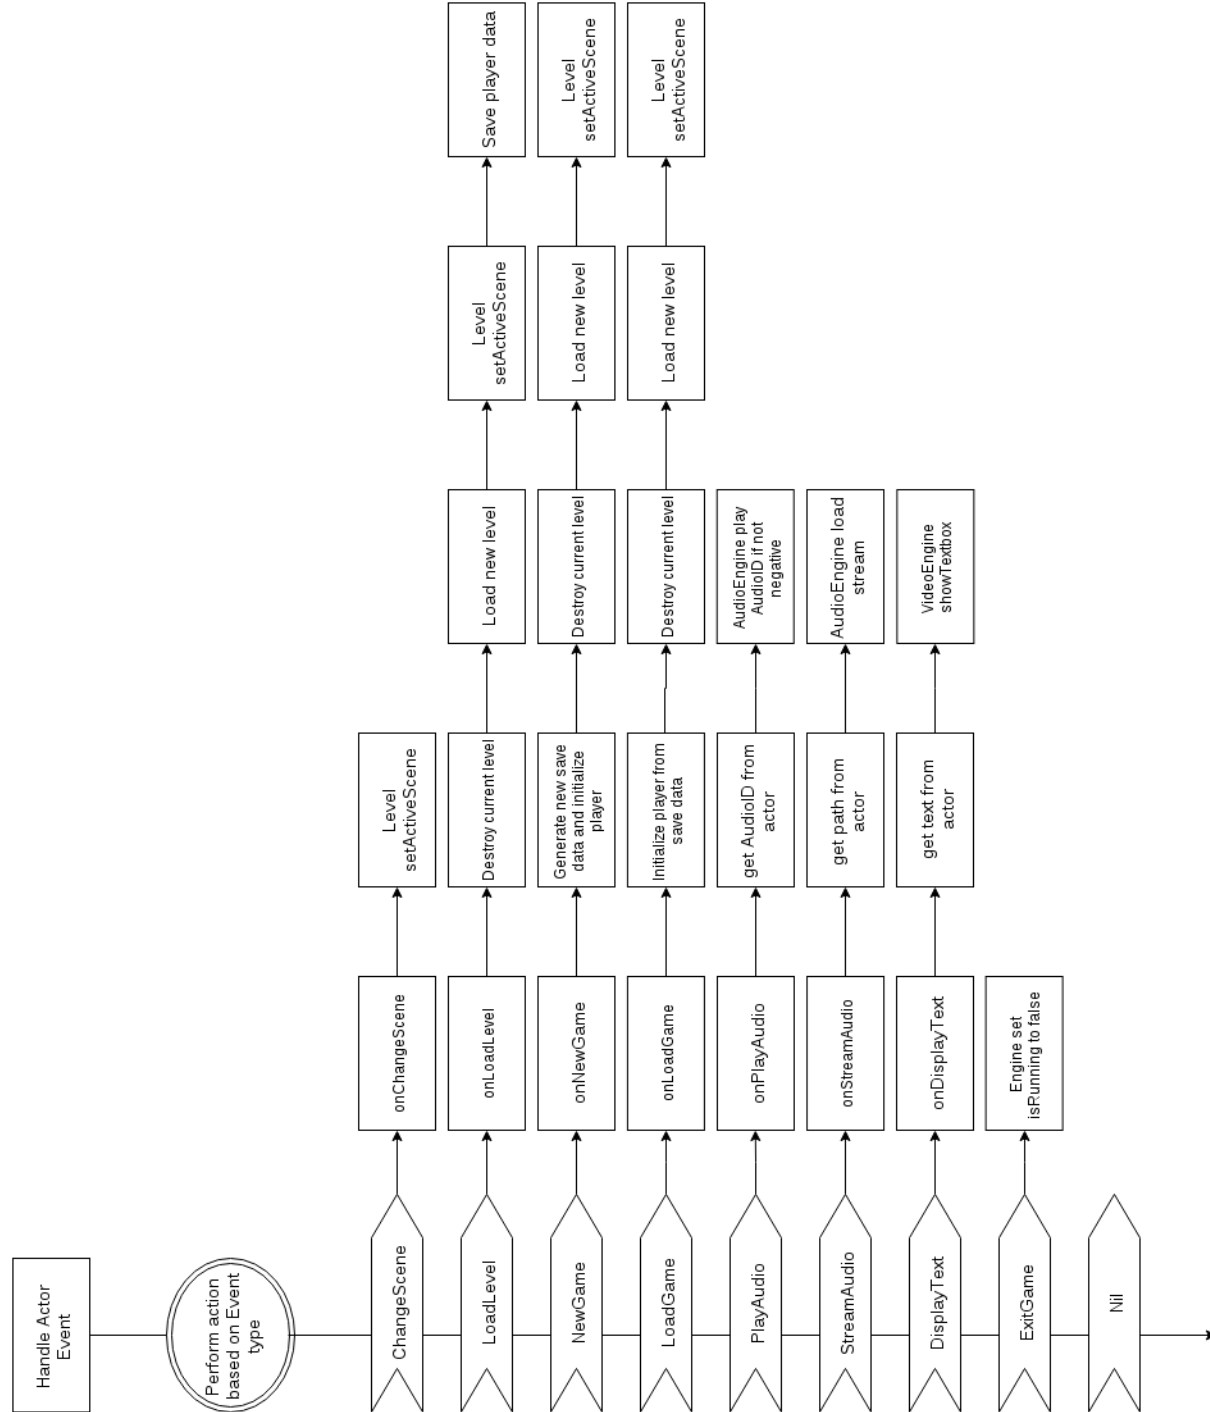 Handle Actor
Event
Perform action
based on Event
type
ChangeScene
onChangeScene
Level
setActiveScene
LoadLevel
onLoadLevel
Destroy current level
Load new level
Level
setActiveScene
Save player data
NewGame
onNewGame
Generate new save
data and initialize
player
Destroy current level
Load new level
Level
setActiveScene
LoadGame
onLoadGame
Initialize player from
save data
Destroy current level
Load new level
Level
setActiveScene
PlayAudio
onPlayAudio
get AudioID from
actor
AudioEngine play
AudioID if not
negative
StreamAudio
onStreamAudio
get path from
actor
AudioEngine load
stream
DisplayText
onDisplayText
get text from
actor
VideoEngine
showTextbox
ExitGame
Engine set
isRunning to false
Nil